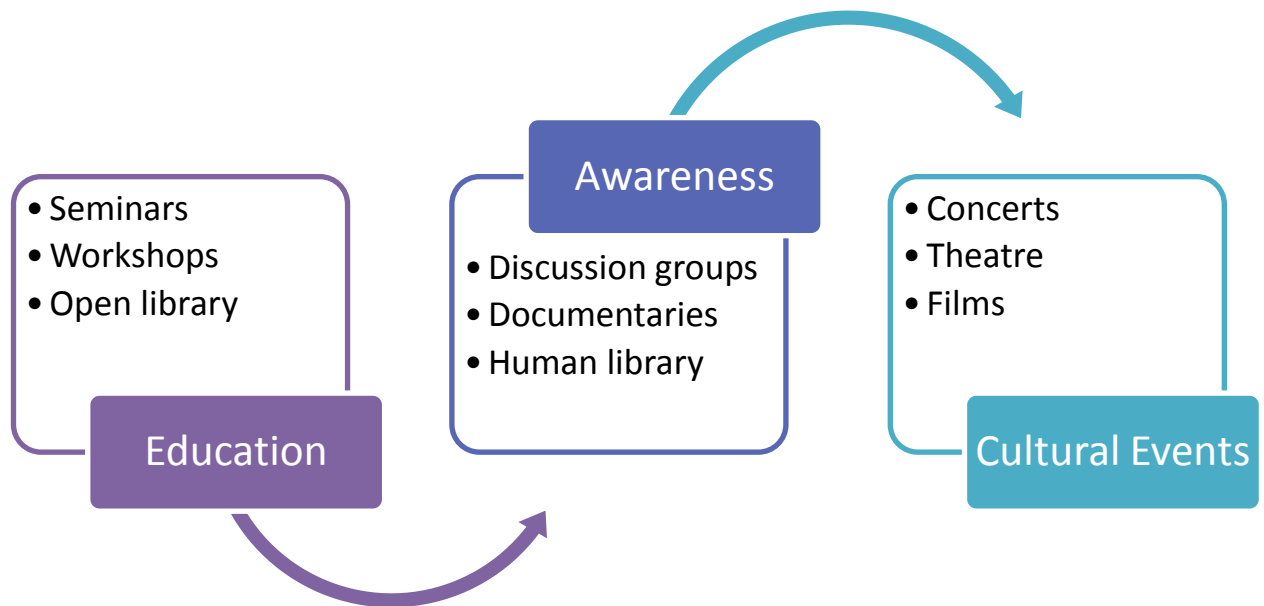 • Seminars
• Workshops
• Open library
Education
Awareness
• Discussion groups
• Documentaries
• Human library
• Concerts
• Theatre
• Films
Cultural Events